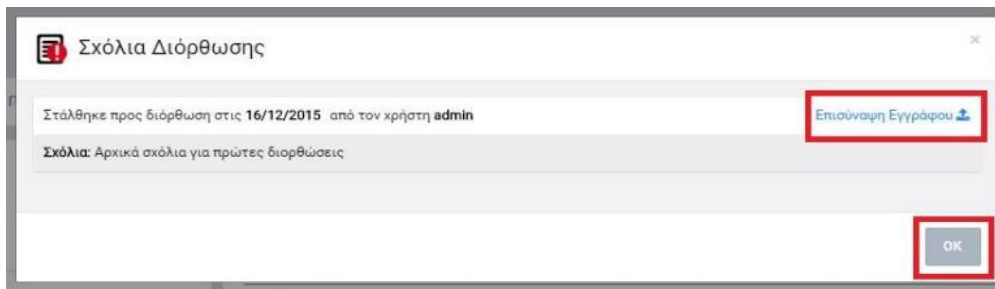 Σχόλια Διόρθωσης
×
Στάλθηκε προς διόρθωση στις 16/12/2015 από τον χρήστη admin
Επισύναψη Εγγράφου
Σχόλια: Αρχικά σχόλια για πρώτες διορθώσεις
OK